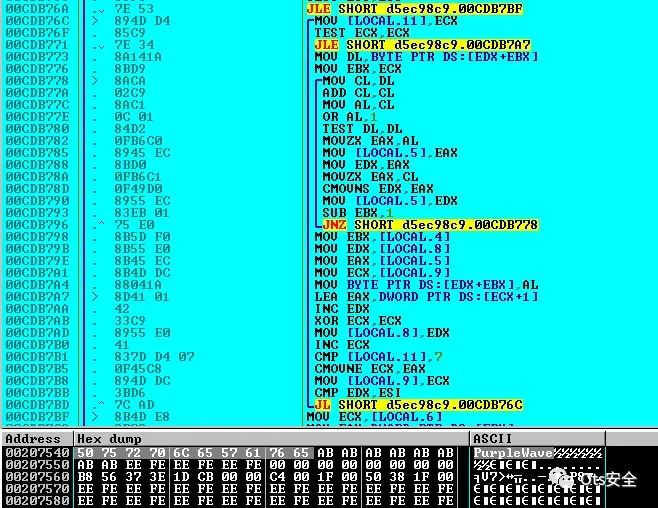 00CDB76A . 7E 53 JLE SHORT d5ec98c9.00CDB7BF
00CDB76C > 894D D4 MOV [LOCAL.11],ECX
00CDB76F . 85C9 TEST ECX,ECX
00CDB771 . 7E 34 JLE SHORT d5ec98c9.00CDB7A7
00CDB773 . 8A141A MOV DL,BYTE PTR DS:[EDX+EBX]
00CDB776 . 8BD9 MOV EBX,ECX
00CDB778 > 8ACA MOV CL,DL
00CDB77A . 02C9 ADD CL,CL
00CDB77C . 8AC1 MOV AL,CL
00CDB77E . 0C 01 OR AL,1
00CDB780 . 84D2 TEST DL,DL
00CDB782 . 0FB6C0 MOVZX EAX,AL
00CDB785 . 8945 EC MOV [LOCAL.5],EAX
00CDB788 . 8BD0 MOV EDX,EAX
00CDB78A . 0FB6C1 MOVZX EAX,CL
00CDB78D . 0F49D0 CMOVNS EDX,EAX
00CDB790 . 8955 EC MOV [LOCAL.5],EDX
00CDB793 . 83EB 01 SUB EBX,1
00CDB796 .^ 75 E0 JNZ SHORT d5ec98c9.00CDB778
00CDB798 . 8B5D F0 MOV EBX,[LOCAL.4]
00CDB79B . 8B55 E0 MOV EDX,[LOCAL.8]
00CDB79E . 8B45 EC MOV EAX,[LOCAL.5]
00CDB7A1 . 8B4D DC MOV ECX,[LOCAL.9]
00CDB7A4 . 88041A MOV BYTE PTR DS:[EDX+EBX],AL
00CDB7A7 > 8D41 01 LEA EAX,DWORD PTR DS:[ECX+1]
00CDB7AA . 42 INC EDX
00CDB7AB . 33C9 XOR ECX,ECX
00CDB7AD . 8955 E0 MOV [LOCAL.8],EDX
00CDB7B0 . 41 INC ECX
00CDB7B1 . 837D D4 07 CMP [LOCAL.11],7
00CDB7B5 . 0F45C8 CMOVNE ECX,EAX
00CDB7B8 . 894D DC MOV [LOCAL.9],ECX
00CDB7BB . 3BD6 CMP EDX,ESI
00CDB7BD .^ 7C AD JL SHORT d5ec98c9.00CDB76C
00CDB7BF > 8B4D E8 MOV ECX,[LOCAL.6]
Address Hex dump ASCII
00207540 50 75 72 70 6C 65 57 61 76 65 AB AB AB AB AB AB PurpleWave
00207550 AB AB EE FE EE FE EE FE 00 00 00 00 00 00 00 00
00207560 B8 56 37 3E 1D CB 00 00 C4 00 1F 00 50 38 1F 00
00207570 EE FE EE FE EE FE EE FE EE FE EE FE EE FE EE FE
00207580 EE FE EE FE EE FE EE FE EE FE EE FE EE FE EE FE
Ots安全